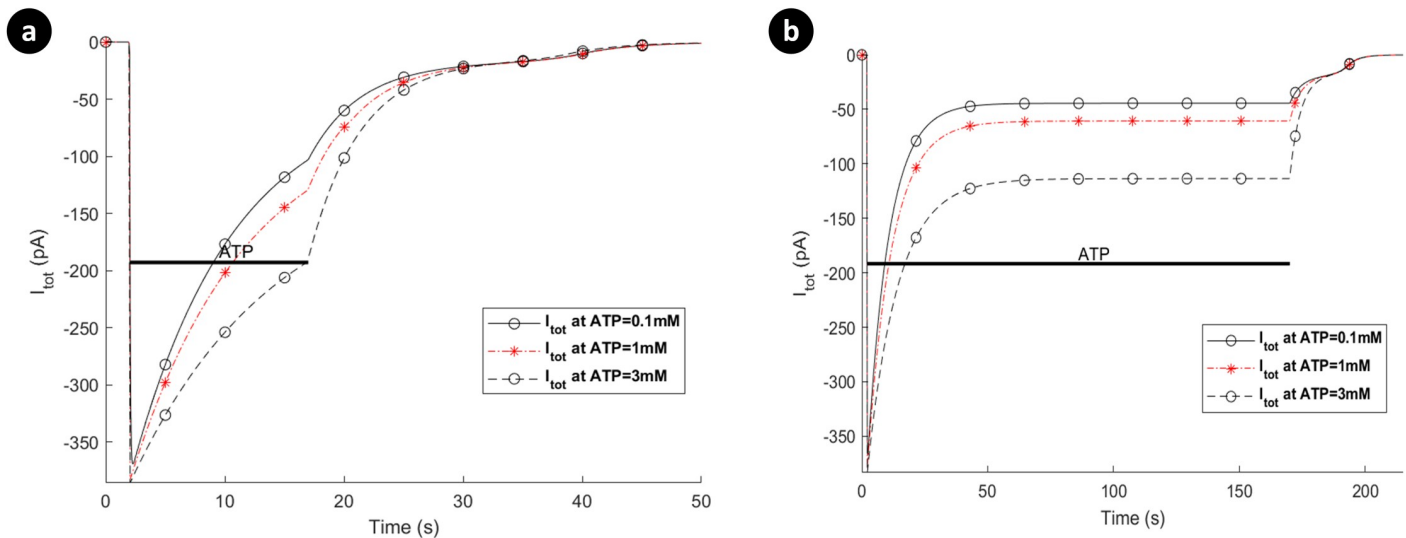 a
0
-50
-100
-150
-200
-250
-300
-350
I_tot (pA)
ATP
I_tot at ATP=0.1mM
I_tot at ATP=1mM
I_tot at ATP=3mM
0 10 20 30 40 50
Time (s)
b
0
-50
-100
-150
-200
-250
-300
-350
I_tot (pA)
ATP
I_tot at ATP=0.1mM
I_tot at ATP=1mM
I_tot at ATP=3mM
0 50 100 150 200
Time (s)